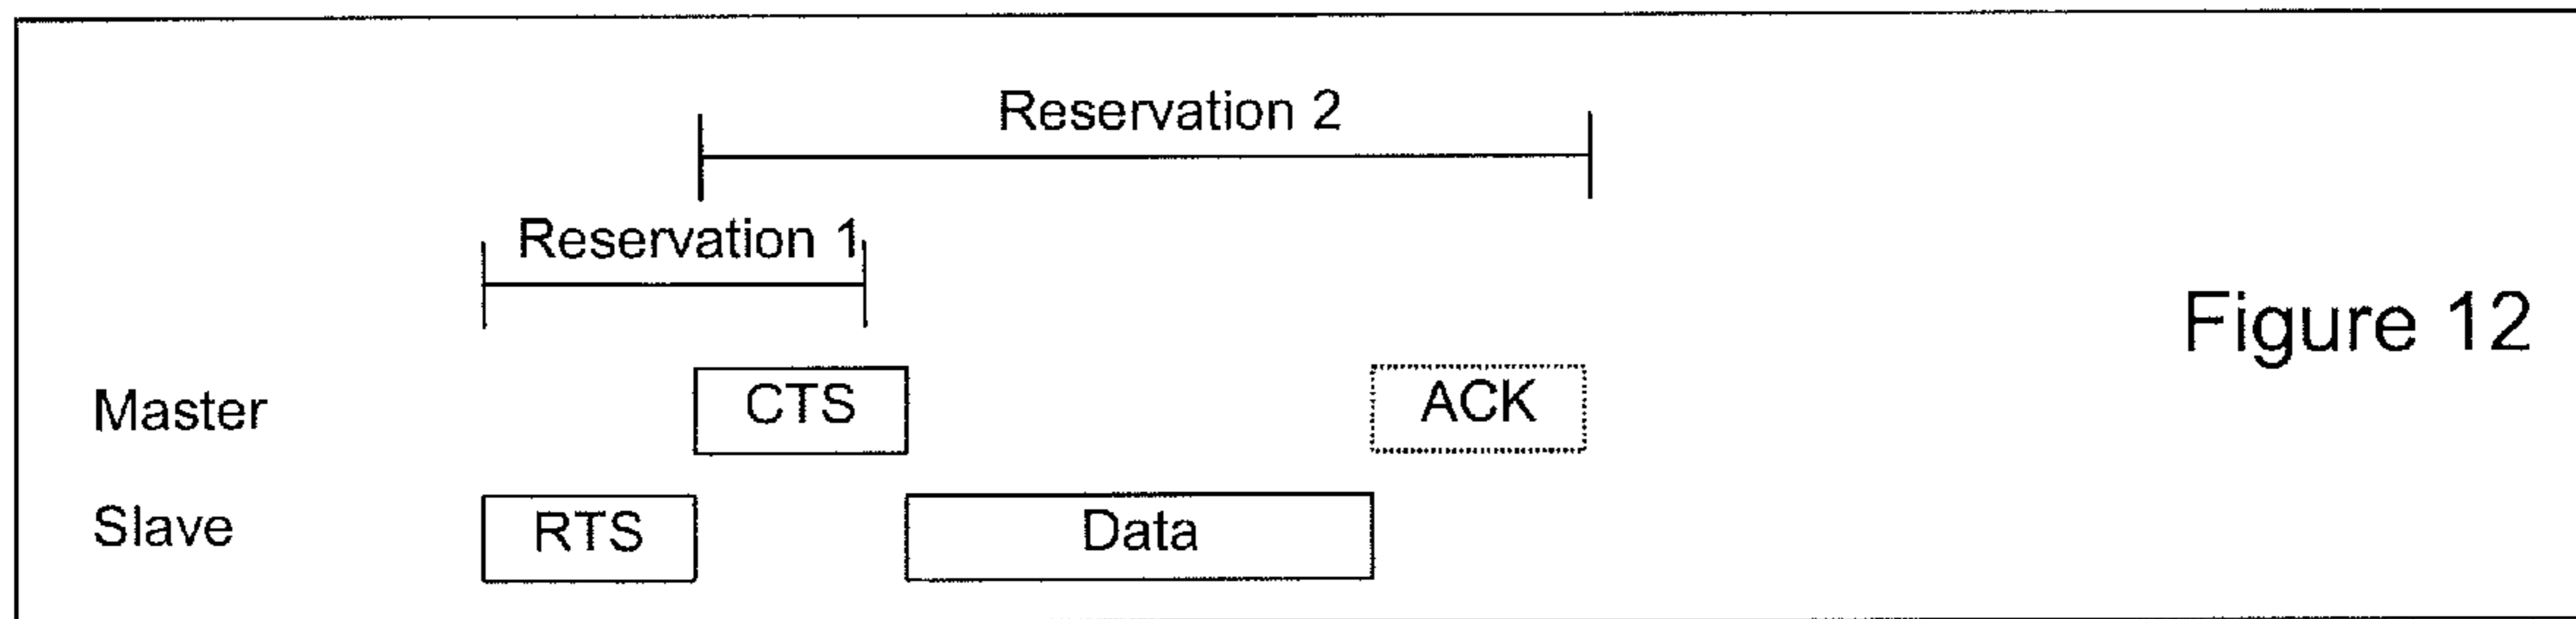 Reservation 2
Reservation 1
Figure 12
Master
CTS
ACK
Slave
RTS
Data